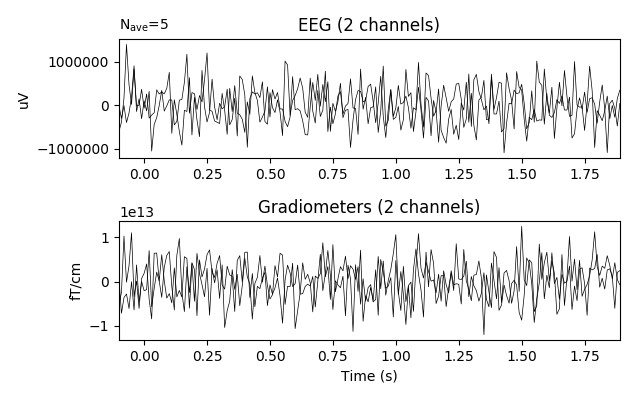 Nave=5
EEG (2 channels)
1000000
0
−1000000
uV
0.00 0.25 0.50 0.75 1.00 1.25 1.50 1.75
1e13
Gradiometers (2 channels)
1
0
−1
fT/cm
0.00 0.25 0.50 0.75 1.00 1.25 1.50 1.75
Time (s)